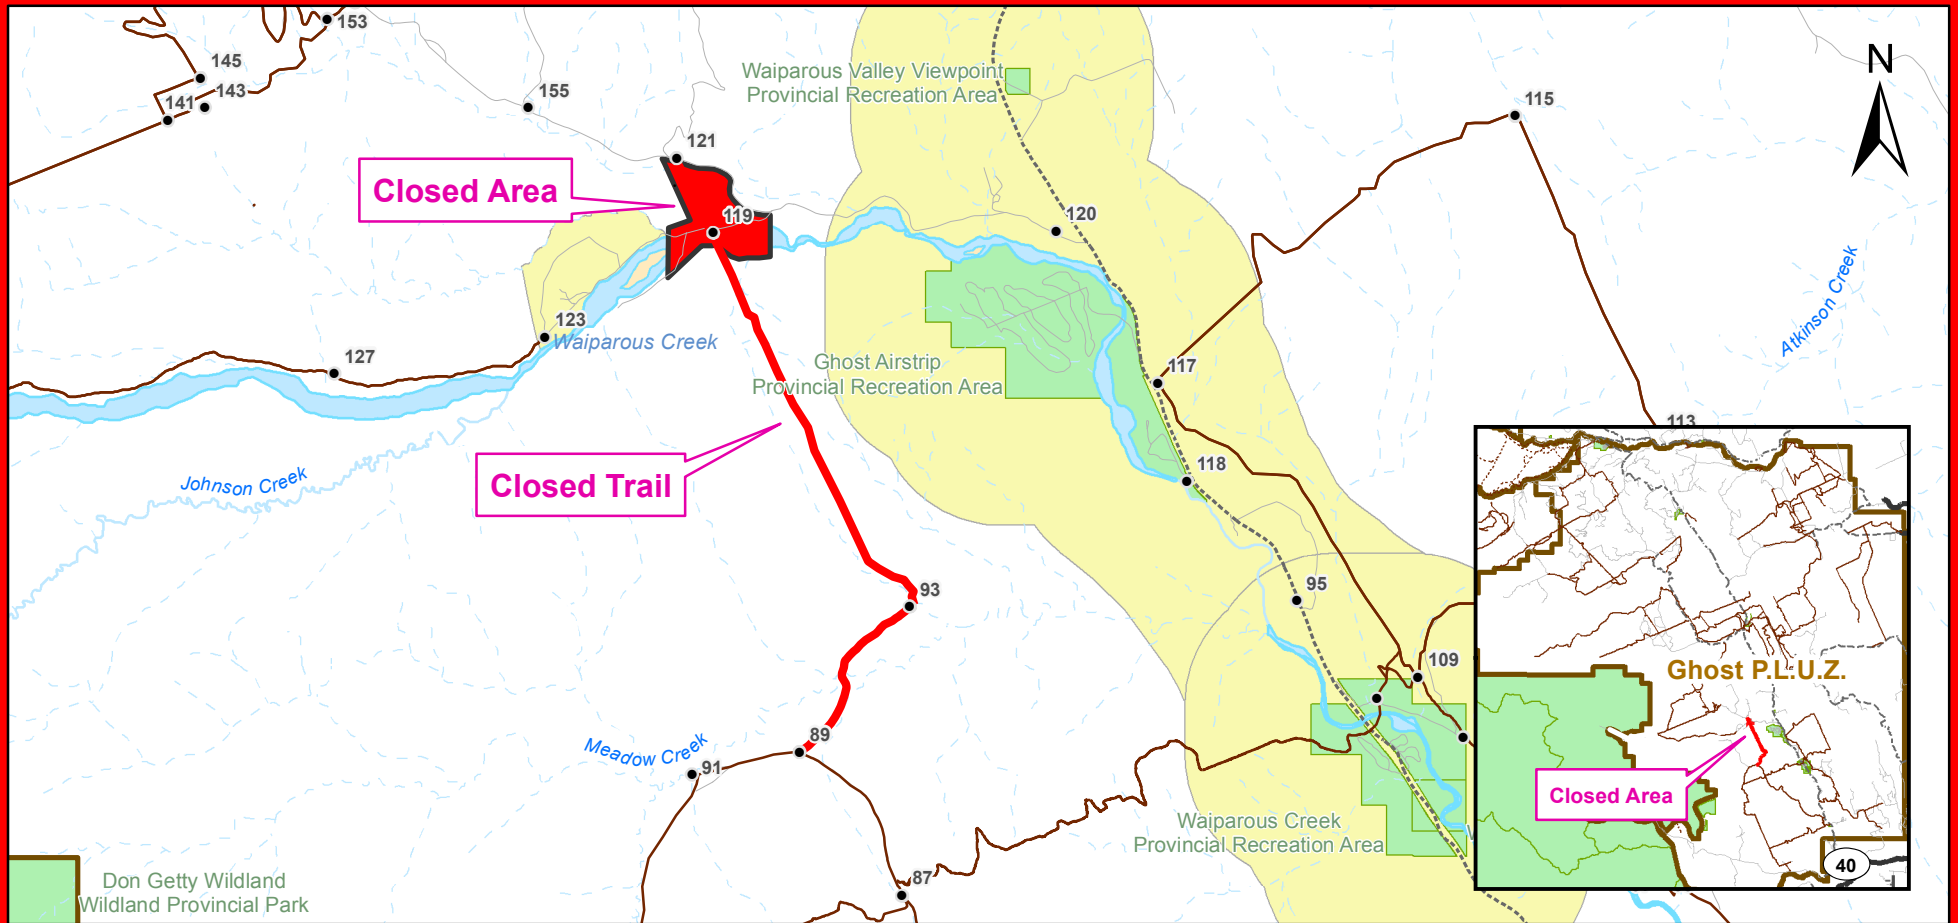 153
145
143
141
155
121
Closed Area
119
Waiparous Valley Viewpoint
Provincial Recreation Area
120
115
N
Atkinson Creek
123
Waiparous Creek
127
Ghost Airstrip
Provincial Recreation Area
117
113
Johnson Creek
Closed Trail
118
93
95
109
Ghost P.L.U.Z.
Closed Area
40
89
Meadow Creek
91
Waiparous Creek
Provincial Recreation Area
87
Don Getty Wildland
Wildland Provincial Park